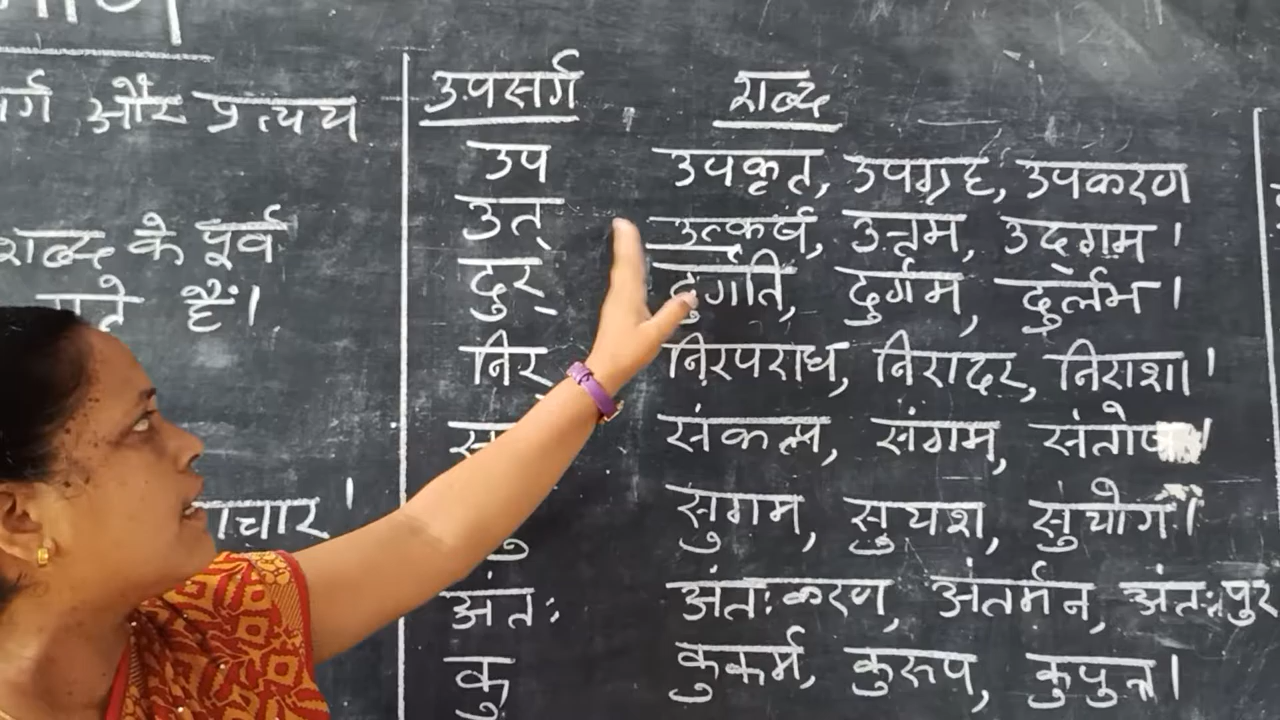 और प्रत्यय
शब्द के पूर्व
हैं।
उपसर्ग शब्द
उप उपकृत, उपग्रह, उपकरण
उत् उत्कर्ष, उत्तम, उद्गम।
दुर् दुर्गति, दुर्गम, दुर्लभ।
निर् निरपराध, निरादर, निराशा।
संकल्प, संगम, संतोष।
सुगम, सुयश, सुयोग।
अंतः अंतःकरण, अंतर्मन, अंतःपुर
कु कुकर्म, कुरूप, कुपुत्र।